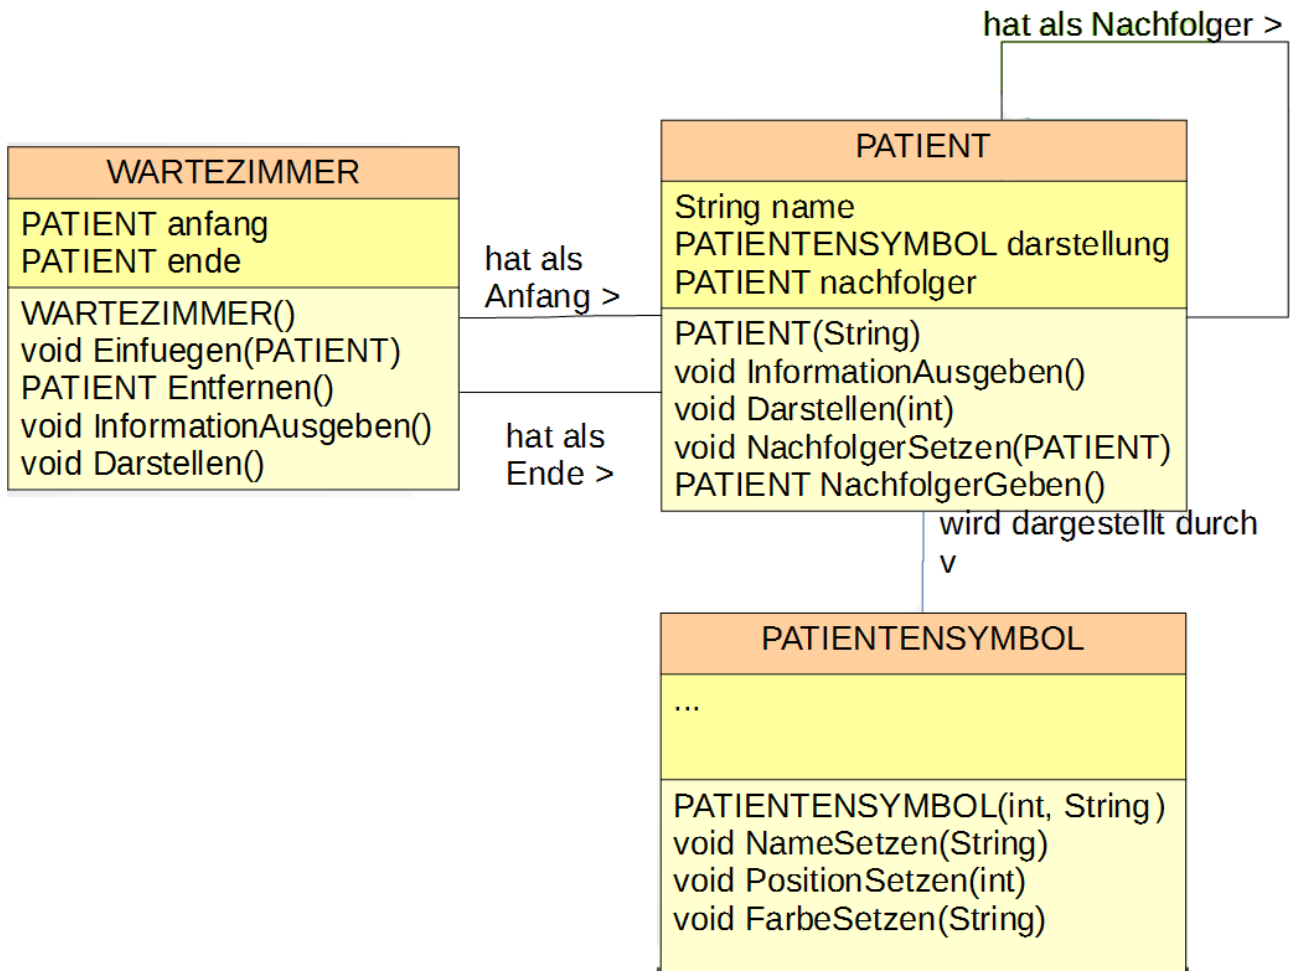 hat als Nachfolger >
WARTEZIMMER
PATIENT anfang
PATIENT ende
WARTEZIMMER()
void Einfuegen(PATIENT)
PATIENT Entfernen()
void InformationAusgeben()
void Darstellen()
hat als
Anfang >
hat als
Ende >
PATIENT
String name
PATIENTENSYMBOL darstellung
PATIENT nachfolger
PATIENT(String)
void InformationAusgeben()
void Darstellen(int)
void NachfolgerSetzen(PATIENT)
PATIENT NachfolgerGeben()
wird dargestellt durch
v
PATIENTENSYMBOL
...
PATIENTENSYMBOL(int, String)
void NameSetzen(String)
void PositionSetzen(int)
void FarbeSetzen(String)